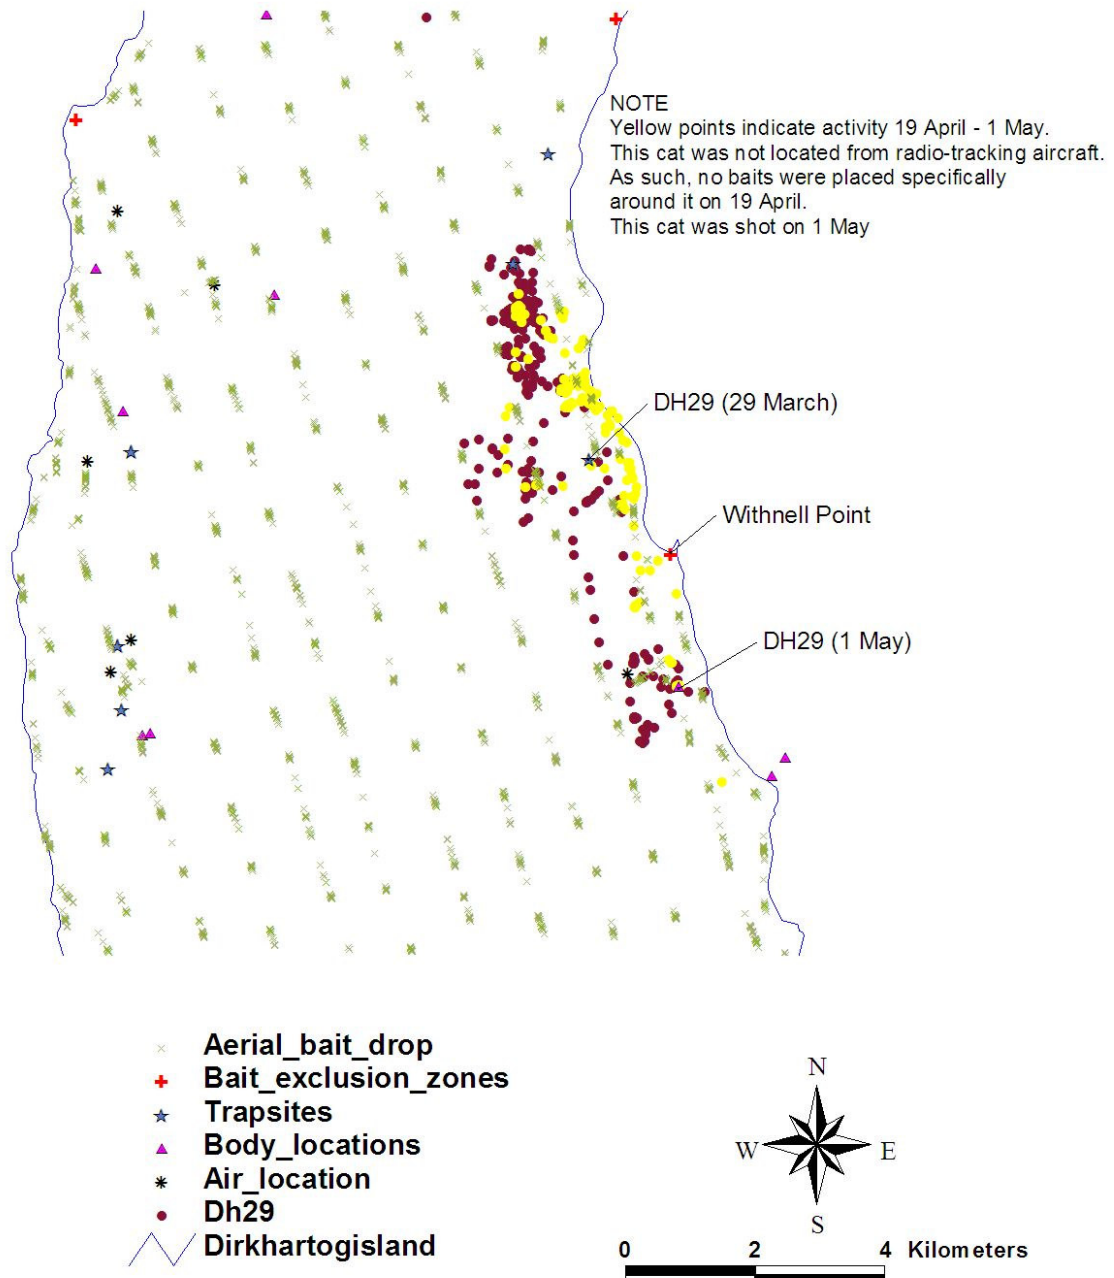 NOTE
Yellow points indicate activity 19 April - 1 May.
This cat was not located from radio-tracking aircraft.
As such, no baits were placed specifically
around it on 19 April.
This cat was shot on 1 May
DH29 (29 March)
Withnell Point
DH29 (1 May)
Aerial_bait_drop
Bait_exclusion_zones
Trapsites
Body_locations
Air_location
Dh29
Dirkhartogisland
N
W E
S
0 2 4 Kilometers